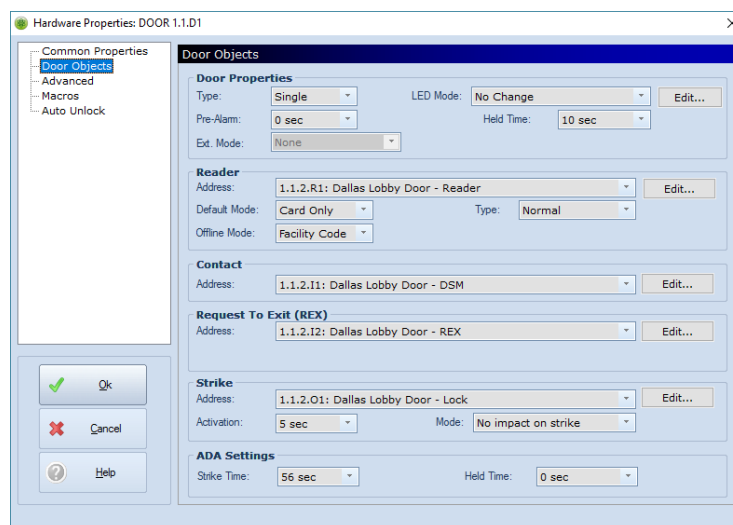 Hardware Properties: DOOR 1.1.D1
Common Properties
Door Objects
Advanced
Macros
Auto Unlock
Ok
Cancel
Help
Door Objects
Door Properties
Type: Single LED Mode: No Change Edit...
Pre-Alarm: 0 sec Held Time: 10 sec
Ext. Mode: None
Reader
Address: 1.1.2.R1: Dallas Lobby Door - Reader Edit...
Default Mode: Card Only Type: Normal
Offline Mode: Facility Code
Contact
Address: 1.1.2.I1: Dallas Lobby Door - DSM Edit...
Request To Exit (REX)
Address: 1.1.2.I2: Dallas Lobby Door - REX Edit...
Strike
Address: 1.1.2.O1: Dallas Lobby Door - Lock Edit...
Activation: 5 sec Mode: No impact on strike
ADA Settings
Strike Time: 56 sec Held Time: 0 sec